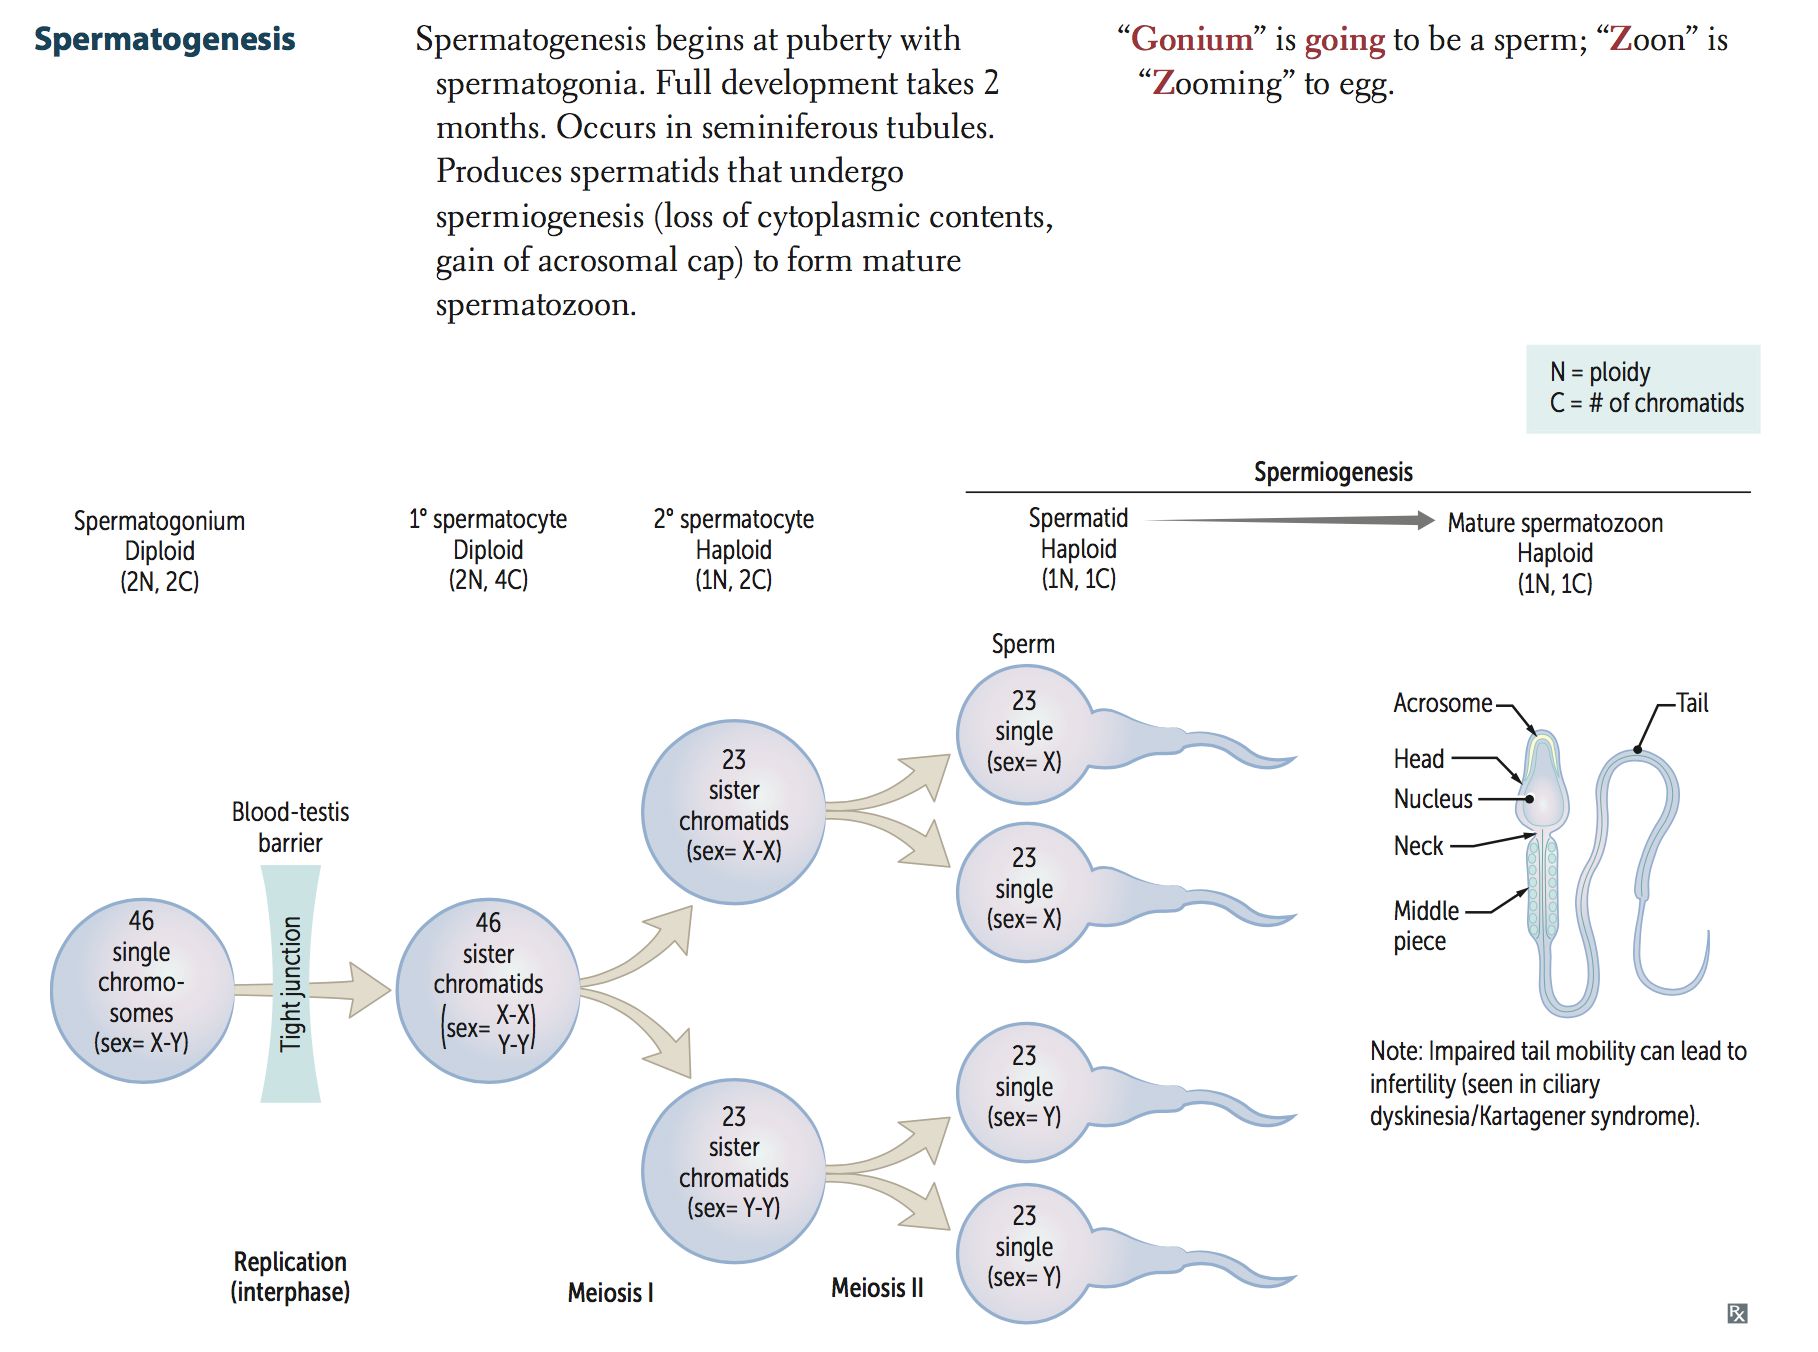 Spermatogenesis
Spermatogenesis begins at puberty with
spermatogonia. Full development takes 2
months. Occurs in seminiferous tubules.
Produces spermatids that undergo
spermiogenesis (loss of cytoplasmic contents,
gain of acrosomal cap) to form mature
spermatozoon.
“Gonium” is going to be a sperm; “Zoon” is
“Zooming” to egg.
N = ploidy
C = # of chromatids
Spermiogenesis
Spermatogonium
Diploid
(2N, 2C)
1° spermatocyte
Diploid
(2N, 4C)
2° spermatocyte
Haploid
(1N, 2C)
Spermatid
Haploid
(1N, 1C)
Mature spermatozoon
Haploid
(1N, 1C)
46
single
chromo-
somes
(sex= X-Y)
Blood-testis
barrier
Tight junction
46
sister
chromatids
(sex= X-X
Y-Y)
23
sister
chromatids
(sex= X-X)
23
sister
chromatids
(sex= Y-Y)
Sperm
23
single
(sex= X)
23
single
(sex= X)
23
single
(sex= Y)
23
single
(sex= Y)
Acrosome
Head
Nucleus
Neck
Middle
piece
Tail
Note: Impaired tail mobility can lead to
infertility (seen in ciliary
dyskinesia/Kartagener syndrome).
Replication
(interphase)
Meiosis I
Meiosis II
Rx